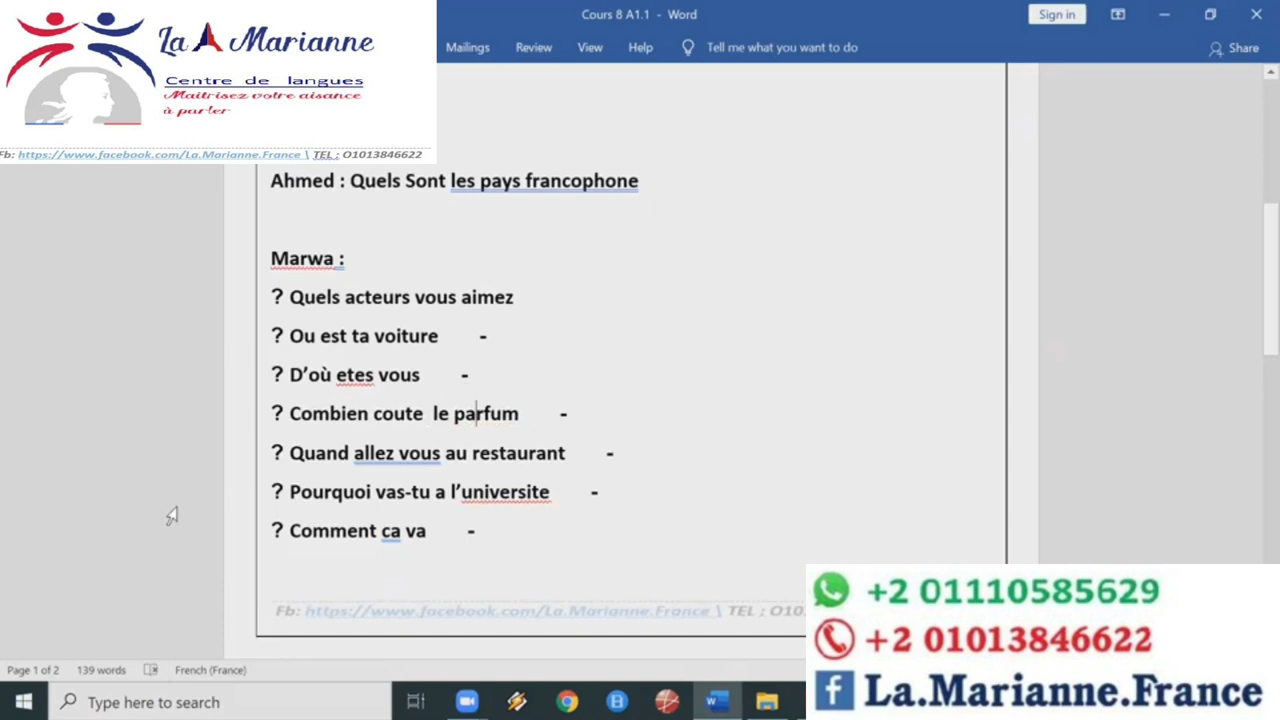 La Marianne
Centre de langues
Maîtrisez votre aisance
à parler
Fb: https://www.facebook.com/La.Marianne.France \ TEL : O1013846622
Cours 8 A1.1 - Word
Sign in
Mailings Review View Help Tell me what you want to do Share
Ahmed : Quels Sont les pays francophone
Marwa :
? Quels acteurs vous aimez
? Ou est ta voiture -
? D’où etes vous -
? Combien coute le parfum -
? Quand allez vous au restaurant -
? Pourquoi vas-tu a l’universite -
? Comment ca va -
Fb: https://www.facebook.com/La.Marianne.France \ TEL : O10
+2 01110585629
+2 01013846622
La.Marianne.France
Page 1 of 2 139 words French (France)
Type here to search